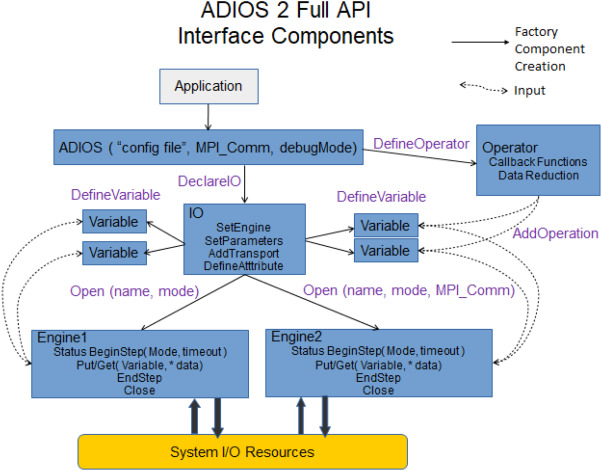 ADIOS 2 Full API
Interface Components
Factory
Component
Creation
Input
Application
ADIOS ( “config file”, MPI_Comm, debugMode)
DefineOperator
Operator
Callback Functions
Data Reduction
DeclareIO
DefineVariable
DefineVariable
IO
SetEngine
SetParameters
AddTransport
DefineAtttribute
Variable
Variable
Variable
Variable
AddOperation
Open (name, mode)
Open (name, mode, MPI_Comm)
Engine1
Status BeginStep( Mode, timeout )
Put/Get( Variable, * data)
EndStep
Close
Engine2
Status BeginStep( Mode, timeout )
Put/Get( Variable, * data)
EndStep
Close
System I/O Resources